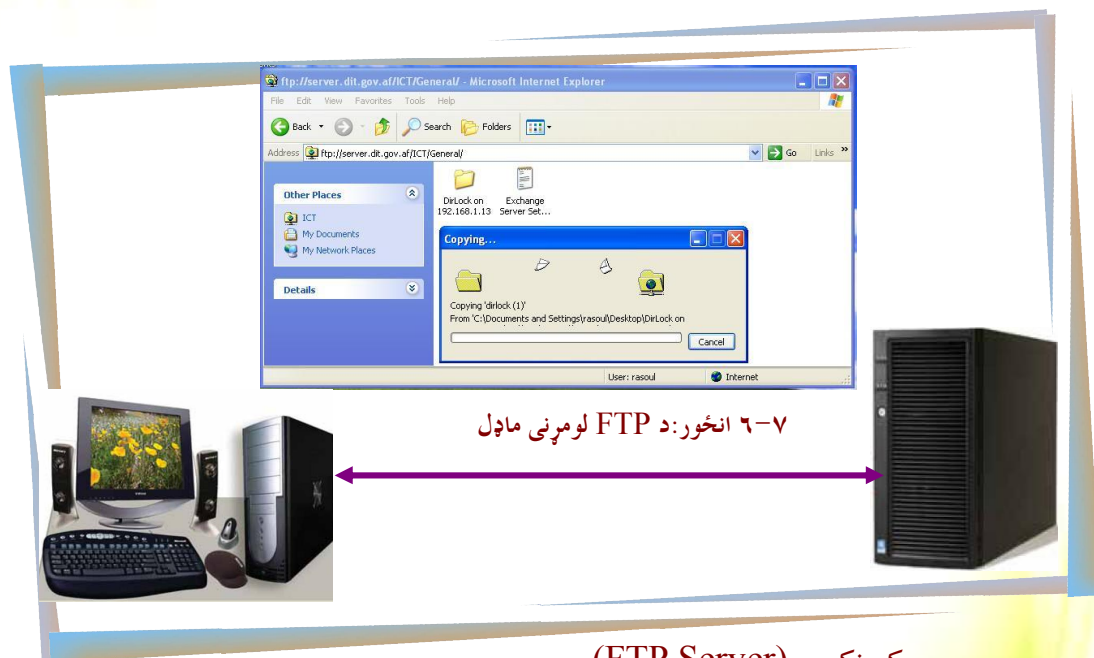 ftp://server.dit.gov.af/ICT/General/ - Microsoft Internet Explorer
File Edit View Favorites Tools Help
Back Search Folders
Address ftp://server.dit.gov.af/ICT/General/ Go Links »
Other Places
ICT
My Documents
My Network Places
Details
DirLock on 192.168.1.13
Exchange Server Set...
Copying...
Copying 'dirlock (1)'
From 'C:\Documents and Settings\rasoul\Desktop\DirLock on
Cancel
User: rasoul Internet
٦-٧ انځور:د FTP لومړنی ماډل
(FTP Server)